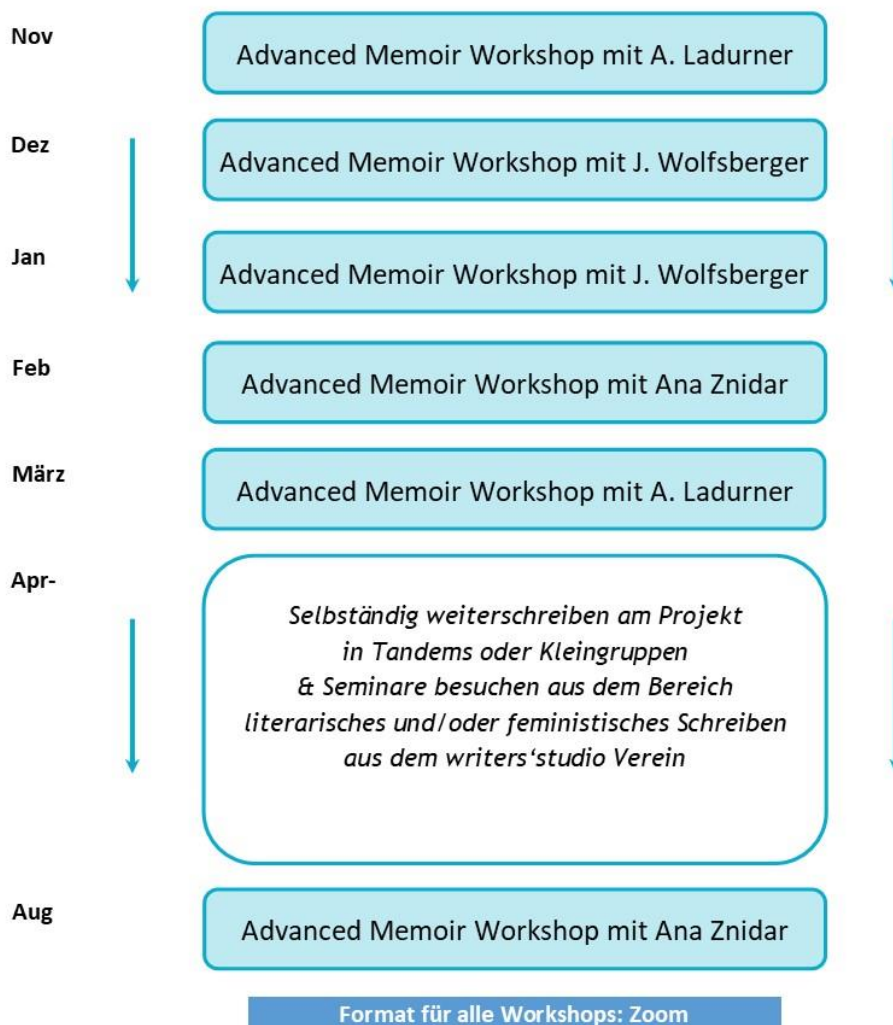 Nov
Advanced Memoir Workshop mit A. Ladurner
Dez
Advanced Memoir Workshop mit J. Wolfsberger
Jan
Advanced Memoir Workshop mit J. Wolfsberger
Feb
Advanced Memoir Workshop mit Ana Znidar
März
Advanced Memoir Workshop mit A. Ladurner
Apr-
Selbständig weiterschreiben am Projekt
in Tandems oder Kleingruppen
& Seminare besuchen aus dem Bereich
literarisches und/oder feministisches Schreiben
aus dem writers‘studio Verein
Aug
Advanced Memoir Workshop mit Ana Znidar
Format für alle Workshops: Zoom